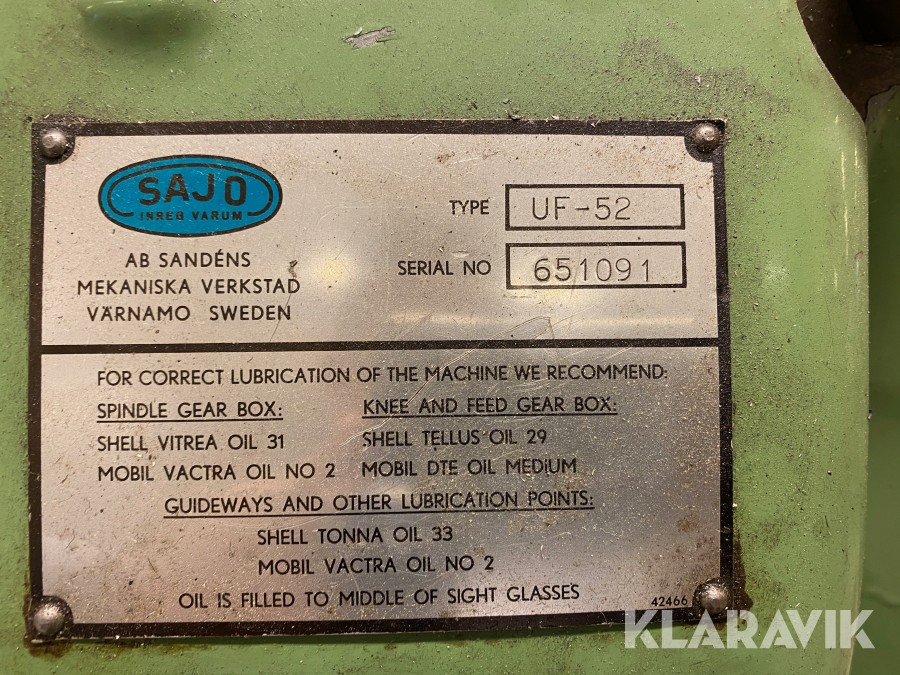 SAJO
INREG VARUM
AB SANDÉNS
MEKANISKA VERKSTAD
VÄRNAMO SWEDEN
TYPE UF-52
SERIAL NO 651091
FOR CORRECT LUBRICATION OF THE MACHINE WE RECOMMEND:
SPINDLE GEAR BOX:
SHELL VITREA OIL 31
MOBIL VACTRA OIL NO 2
KNEE AND FEED GEAR BOX:
SHELL TELLUS OIL 29
MOBIL DTE OIL MEDIUM
GUIDEWAYS AND OTHER LUBRICATION POINTS:
SHELL TONNA OIL 33
MOBIL VACTRA OIL NO 2
OIL IS FILLED TO MIDDLE OF SIGHT GLASSES
42466
KLARAVIK